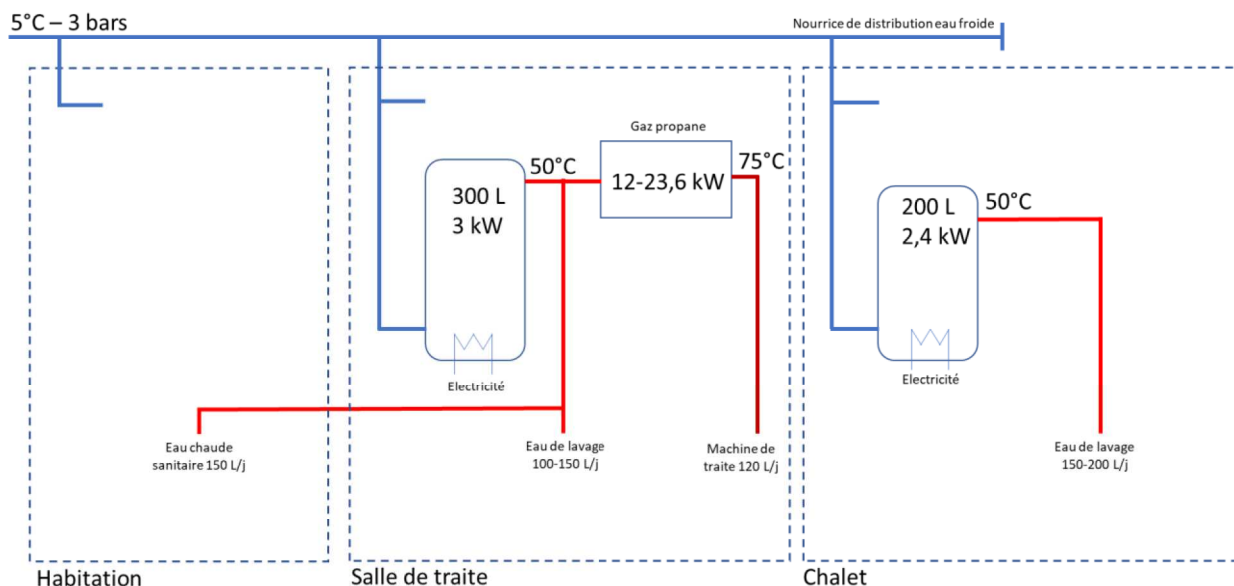 5°C – 3 bars
Nourrice de distribution eau froide
Gaz propane
50°C
75°C
12-23,6 kW
300 L
3 kW
200 L
2,4 kW
50°C
Electricité
Electricité
Eau chaude
sanitaire 150 L/j
Eau de lavage
100-150 L/j
Machine de
traite 120 L/j
Eau de lavage
150-200 L/j
Habitation
Salle de traite
Chalet